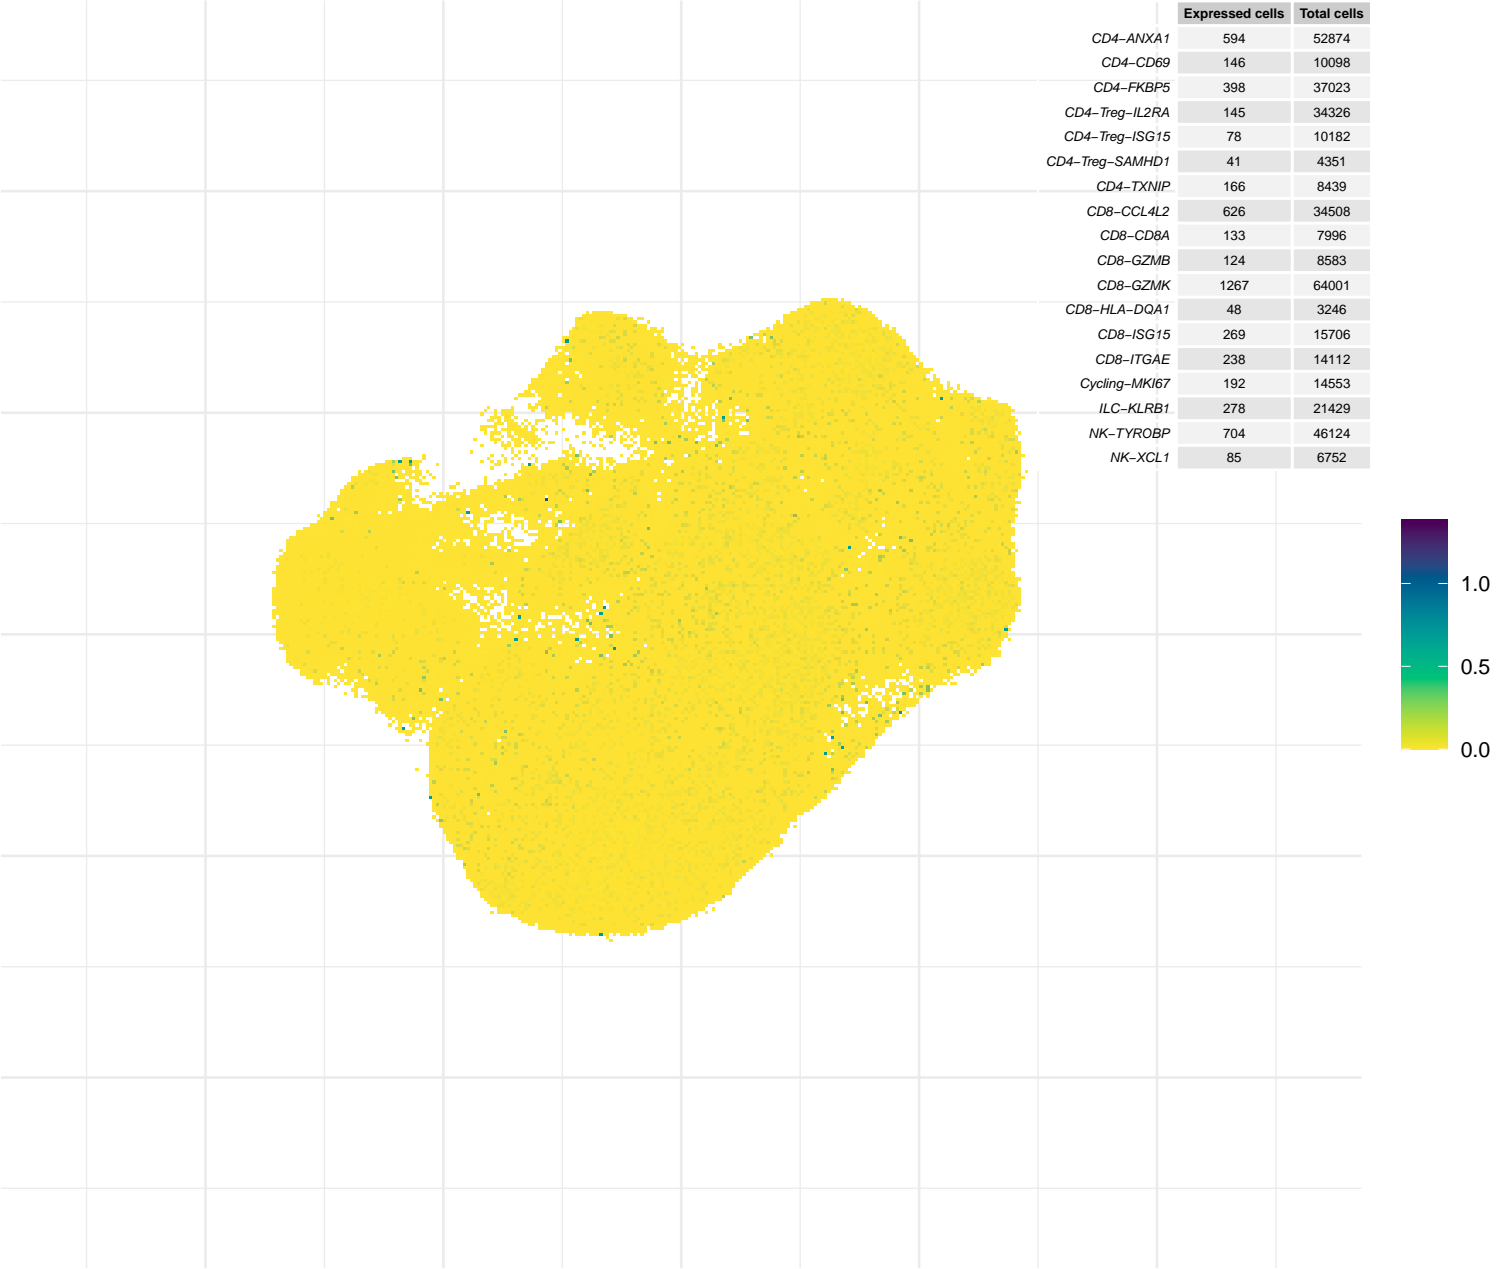 Expressed cells Total cells
CD4−ANXA1 594 52874
CD4−CD69 146 10098
CD4−FKBP5 398 37023
CD4−Treg−IL2RA 145 34326
CD4−Treg−ISG15 78 10182
CD4−Treg−SAMHD1 41 4351
CD4−TXNIP 166 8439
CD8−CCL4L2 626 34508
CD8−CD8A 133 7996
CD8−GZMB 124 8583
CD8−GZMK 1267 64001
CD8−HLA−DQA1 48 3246
CD8−ISG15 269 15706
CD8−ITGAE 238 14112
Cycling−MKI67 192 14553
ILC−KLRB1 278 21429
NK−TYROBP 704 46124
NK−XCL1 85 6752
1.0
0.5
0.0